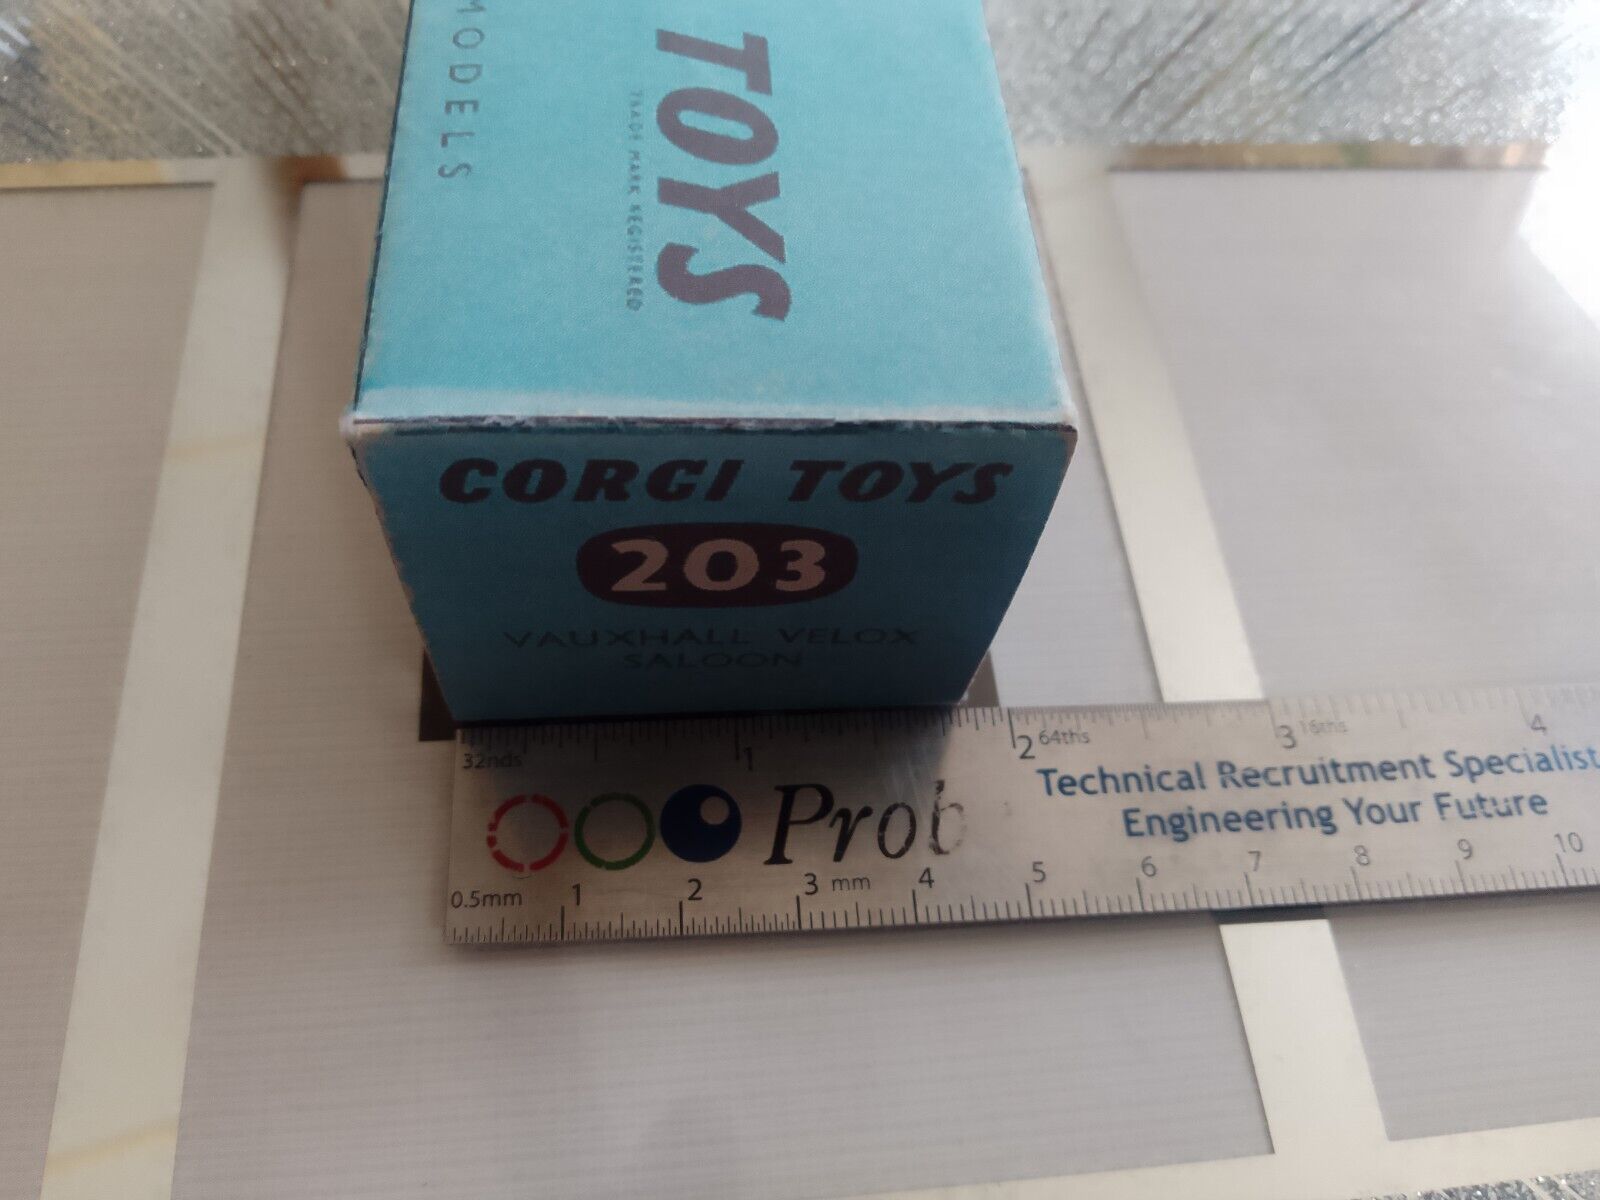 MODELS
TOYS
TRADE MARK REGISTERED
CORGI TOYS
203
VAUXHALL VELOX
SALOON
32nds 1 2 64ths 3 16ths 4
Prob
Technical Recruitment Specialist
Engineering Your Future
0.5mm 1 2 3 mm 4 5 6 7 8 9 10